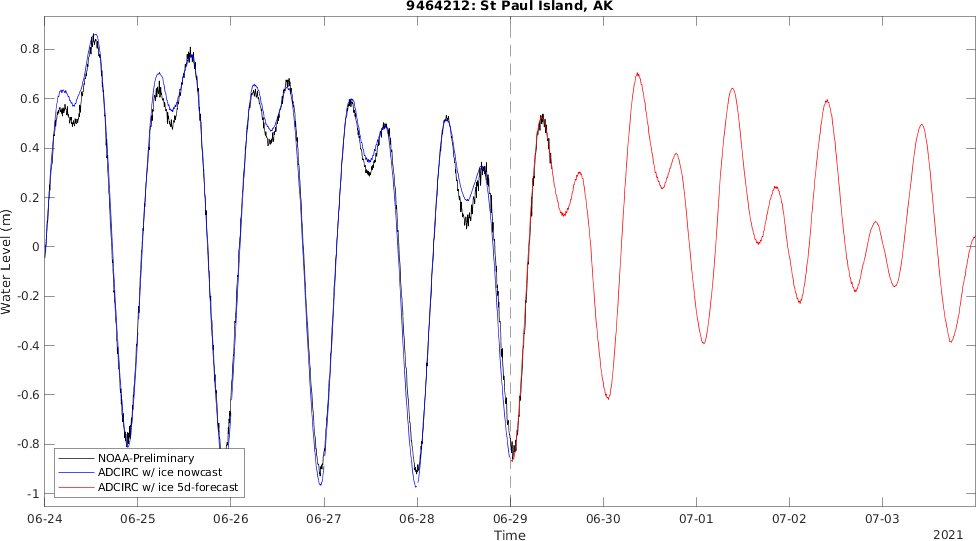 9464212: St Paul Island, AK
0.8
0.6
0.4
0.2
0
-0.2
-0.4
-0.6
-0.8
-1
Water Level (m)
NOAA-Preliminary
ADCIRC w/ ice nowcast
ADCIRC w/ ice 5d-forecast
06-24 06-25 06-26 06-27 06-28 06-29 06-30 07-01 07-02 07-03
Time
2021